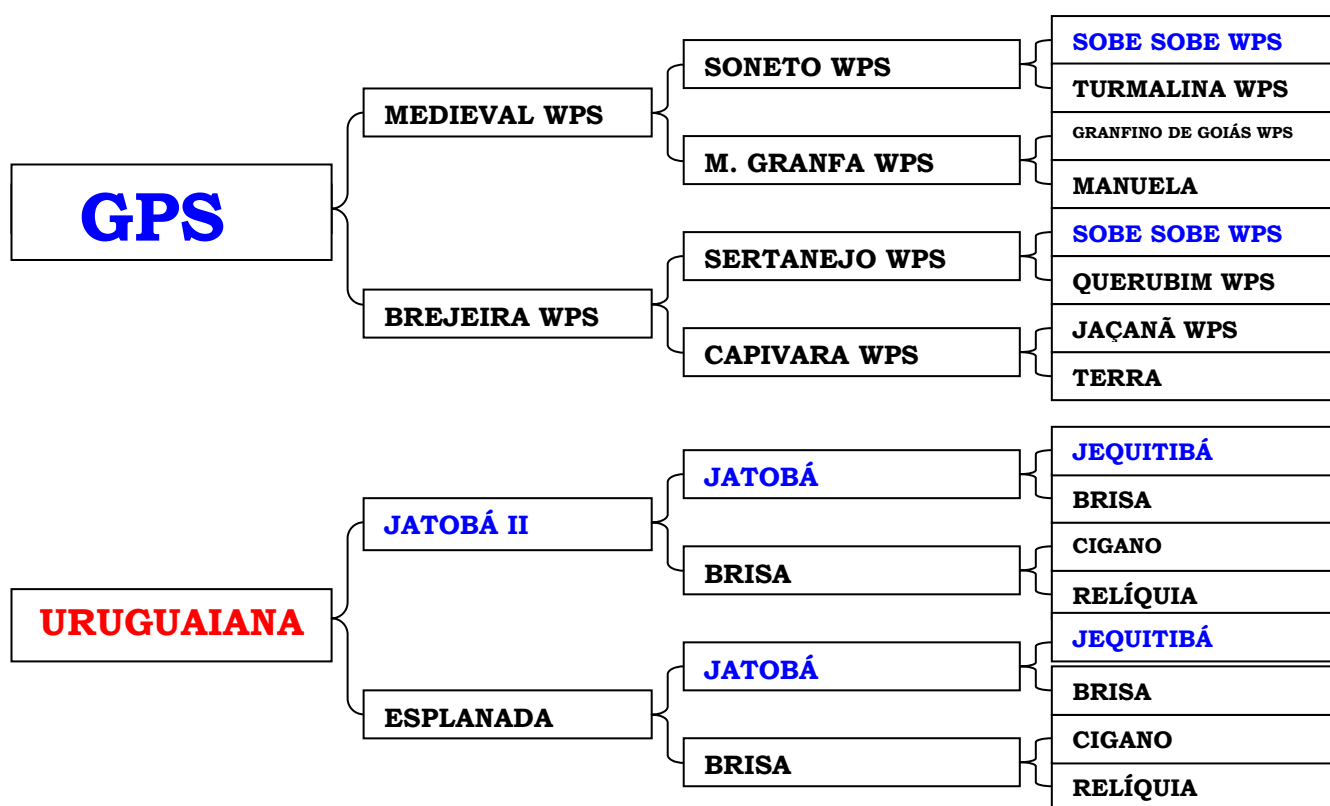 SOBE SOBE WPS
SONETO WPS
TURMALINA WPS
MEDIEVAL WPS
GRANFINO DE GOIÁS WPS
M. GRANFA WPS
MANUELA
GPS
SOBE SOBE WPS
SERTANEJO WPS
QUERUBIM WPS
BREJEIRA WPS
JAÇANÃ WPS
CAPIVARA WPS
TERRA
JEQUITIBÁ
JATOBÁ
BRISA
JATOBÁ II
CIGANO
BRISA
RELÍQUIA
URUGUAIANA
JEQUITIBÁ
JATOBÁ
BRISA
ESPLANADA
CIGANO
BRISA
RELÍQUIA